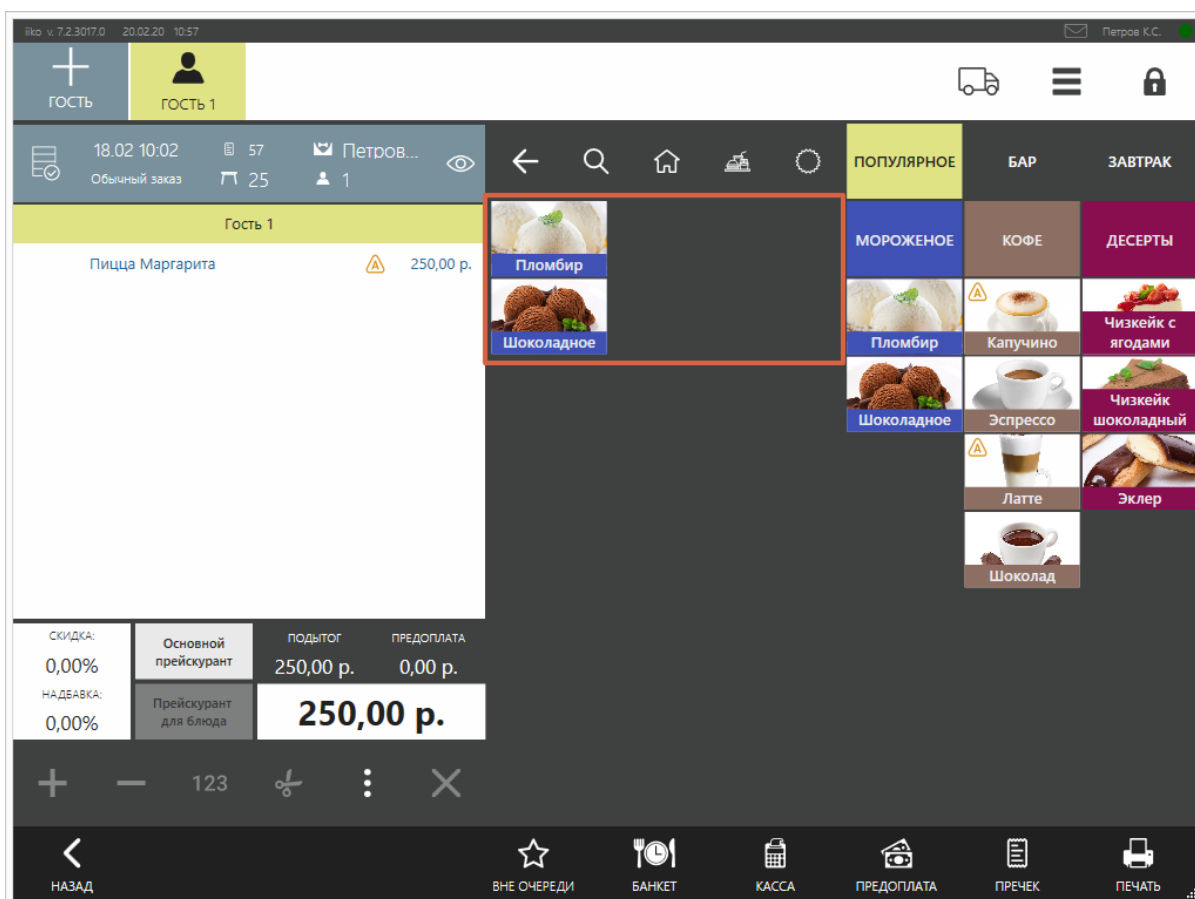 iiko v. 7.2.3017.0 20.02.20 10:57 Петров К.С.
ГОСТЬ
ГОСТЬ 1
18.02 10:02 57 Петров...
Обычный заказ 25 1
Гость 1
Пицца Маргарита 250,00 р.
СКИДКА:
0,00%
НАДБАВКА:
0,00%
Основной
прейскурант
Прейскурант
для блюда
ПОДЫТОГ ПРЕДОПЛАТА
250,00 р. 0,00 р.
250,00 р.
123
Пломбир
Шоколадное
ПОПУЛЯРНОЕ БАР ЗАВТРАК
МОРОЖЕНОЕ КОФЕ ДЕСЕРТЫ
Пломбир
Капучино
Чизкейк с
ягодами
Шоколадное
Эспрессо
Чизкейк
шоколадный
Латте
Эклер
Шоколад
НАЗАД ВНЕ ОЧЕРЕДИ БАНКЕТ КАССА ПРЕДОПЛАТА ПРЕЧЕК ПЕЧАТЬ